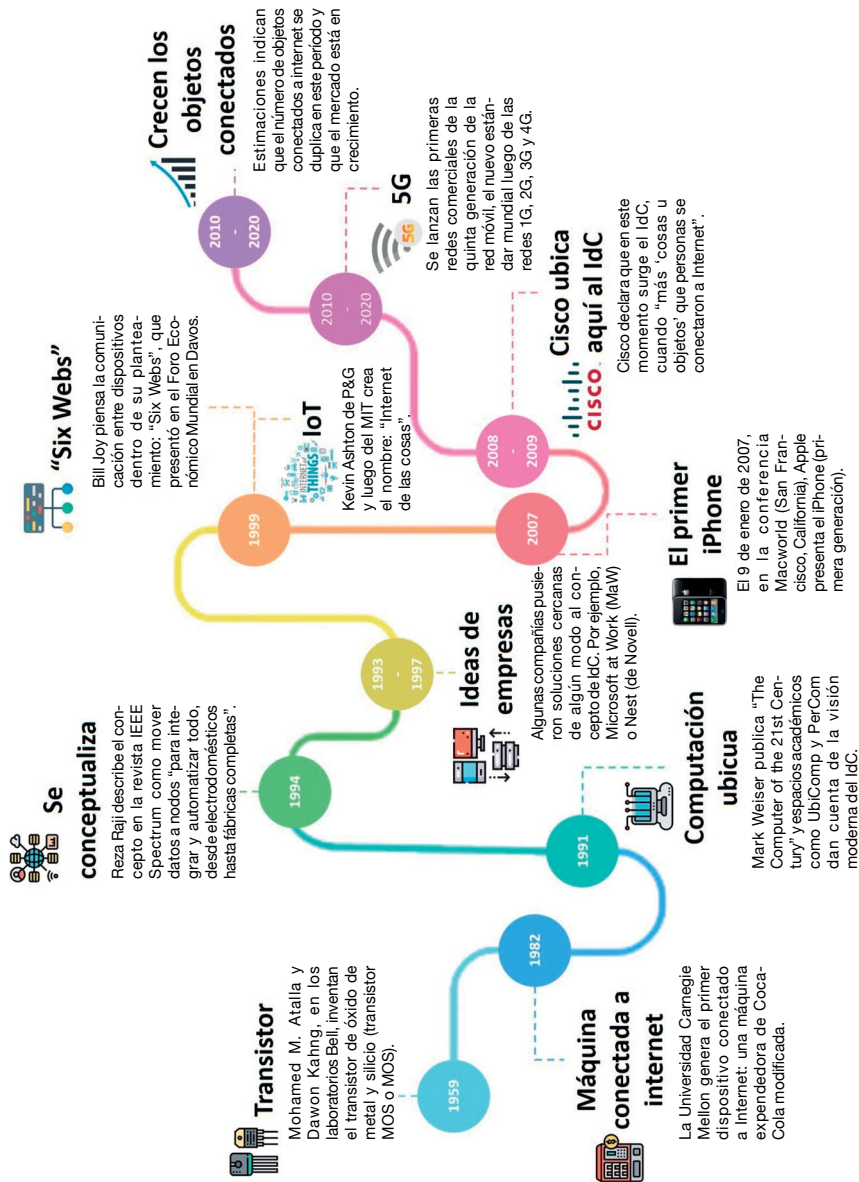 Transistor
Mohamed M. Atalla y
Dawon Kahng, en los
laboratorios Bell, inventan
el transistor de óxido de
metal y silicio (transistor
MOS o MOS).
1959
1982
Máquina
conectada a
internet
La Universidad Carnegie
Mellon genera el primer
dispositivo conectado
a Internet: una máquina
expendedora de Coca-
Cola modificada.
1991
Computación
ubicua
Mark Weiser publica “The
Computer of the 21st Cen-
tury” y espacios académicos
como UbiComp y PerCom
dan cuenta de la visión
moderna del IdC.
Se
conceptualiza
Reza Raji describe el con-
cepto en la revista IEEE
Spectrum como mover
datos a nodos “para inte-
grar y automatizar todo,
desde electrodomésticos
hasta fábricas completas”.
1994
1993
-
1997
Ideas de
empresas
Algunas compañías pusie-
ron soluciones cercanas
de algún modo al con-
cepto de IdC. Por ejemplo,
Microsoft at Work (MaW)
o Nest (de Novell).
“Six Webs”
Bill Joy piensa la comuni-
cación entre dispositivos
dentro de su plantea-
miento: “Six Webs”, que
presentó en el Foro Eco-
nómico Mundial en Davos.
1999
INTERNET of
THINGS
IoT
Kevin Ashton de P&G
y luego del MIT crea
el nombre: “Internet
de las cosas”.
2007
El primer
iPhone
El 9 de enero de 2007,
en la conferencia
Macworld (San Fran-
cisco, California), Apple
presenta el iPhone (pri-
mera generación).
2008
-
2009
CISCO
Cisco ubica
aquí al IdC
Cisco declara que en este
momento surge el IdC,
cuando “más ‘cosas u
objetos’ que personas se
conectaron a Internet”.
2010
-
2020
5G
5G
Se lanzan las primeras
redes comerciales de la
quinta generación de la
red móvil, el nuevo están-
dar mundial luego de las
redes 1G, 2G, 3G y 4G.
2010
-
2020
Crecen los
objetos
conectados
Estimaciones indican
que el número de objetos
conectados a internet se
duplica en este período y
que el mercado está en
crecimiento.